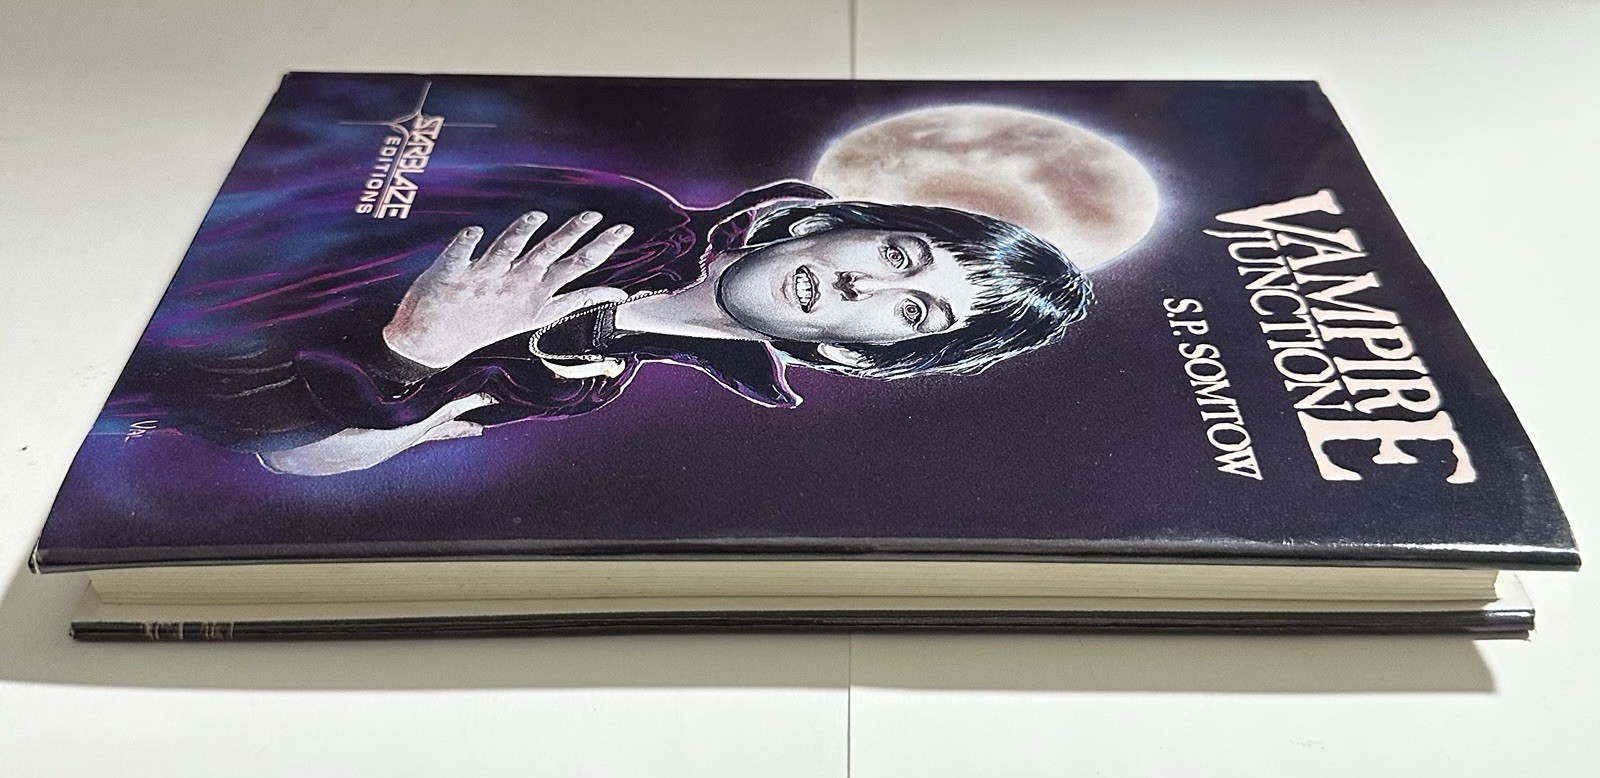 VAMPIRE
JUNCTION
S.P. SOMTOW
STARBLAZE
EDITIONS
VAL